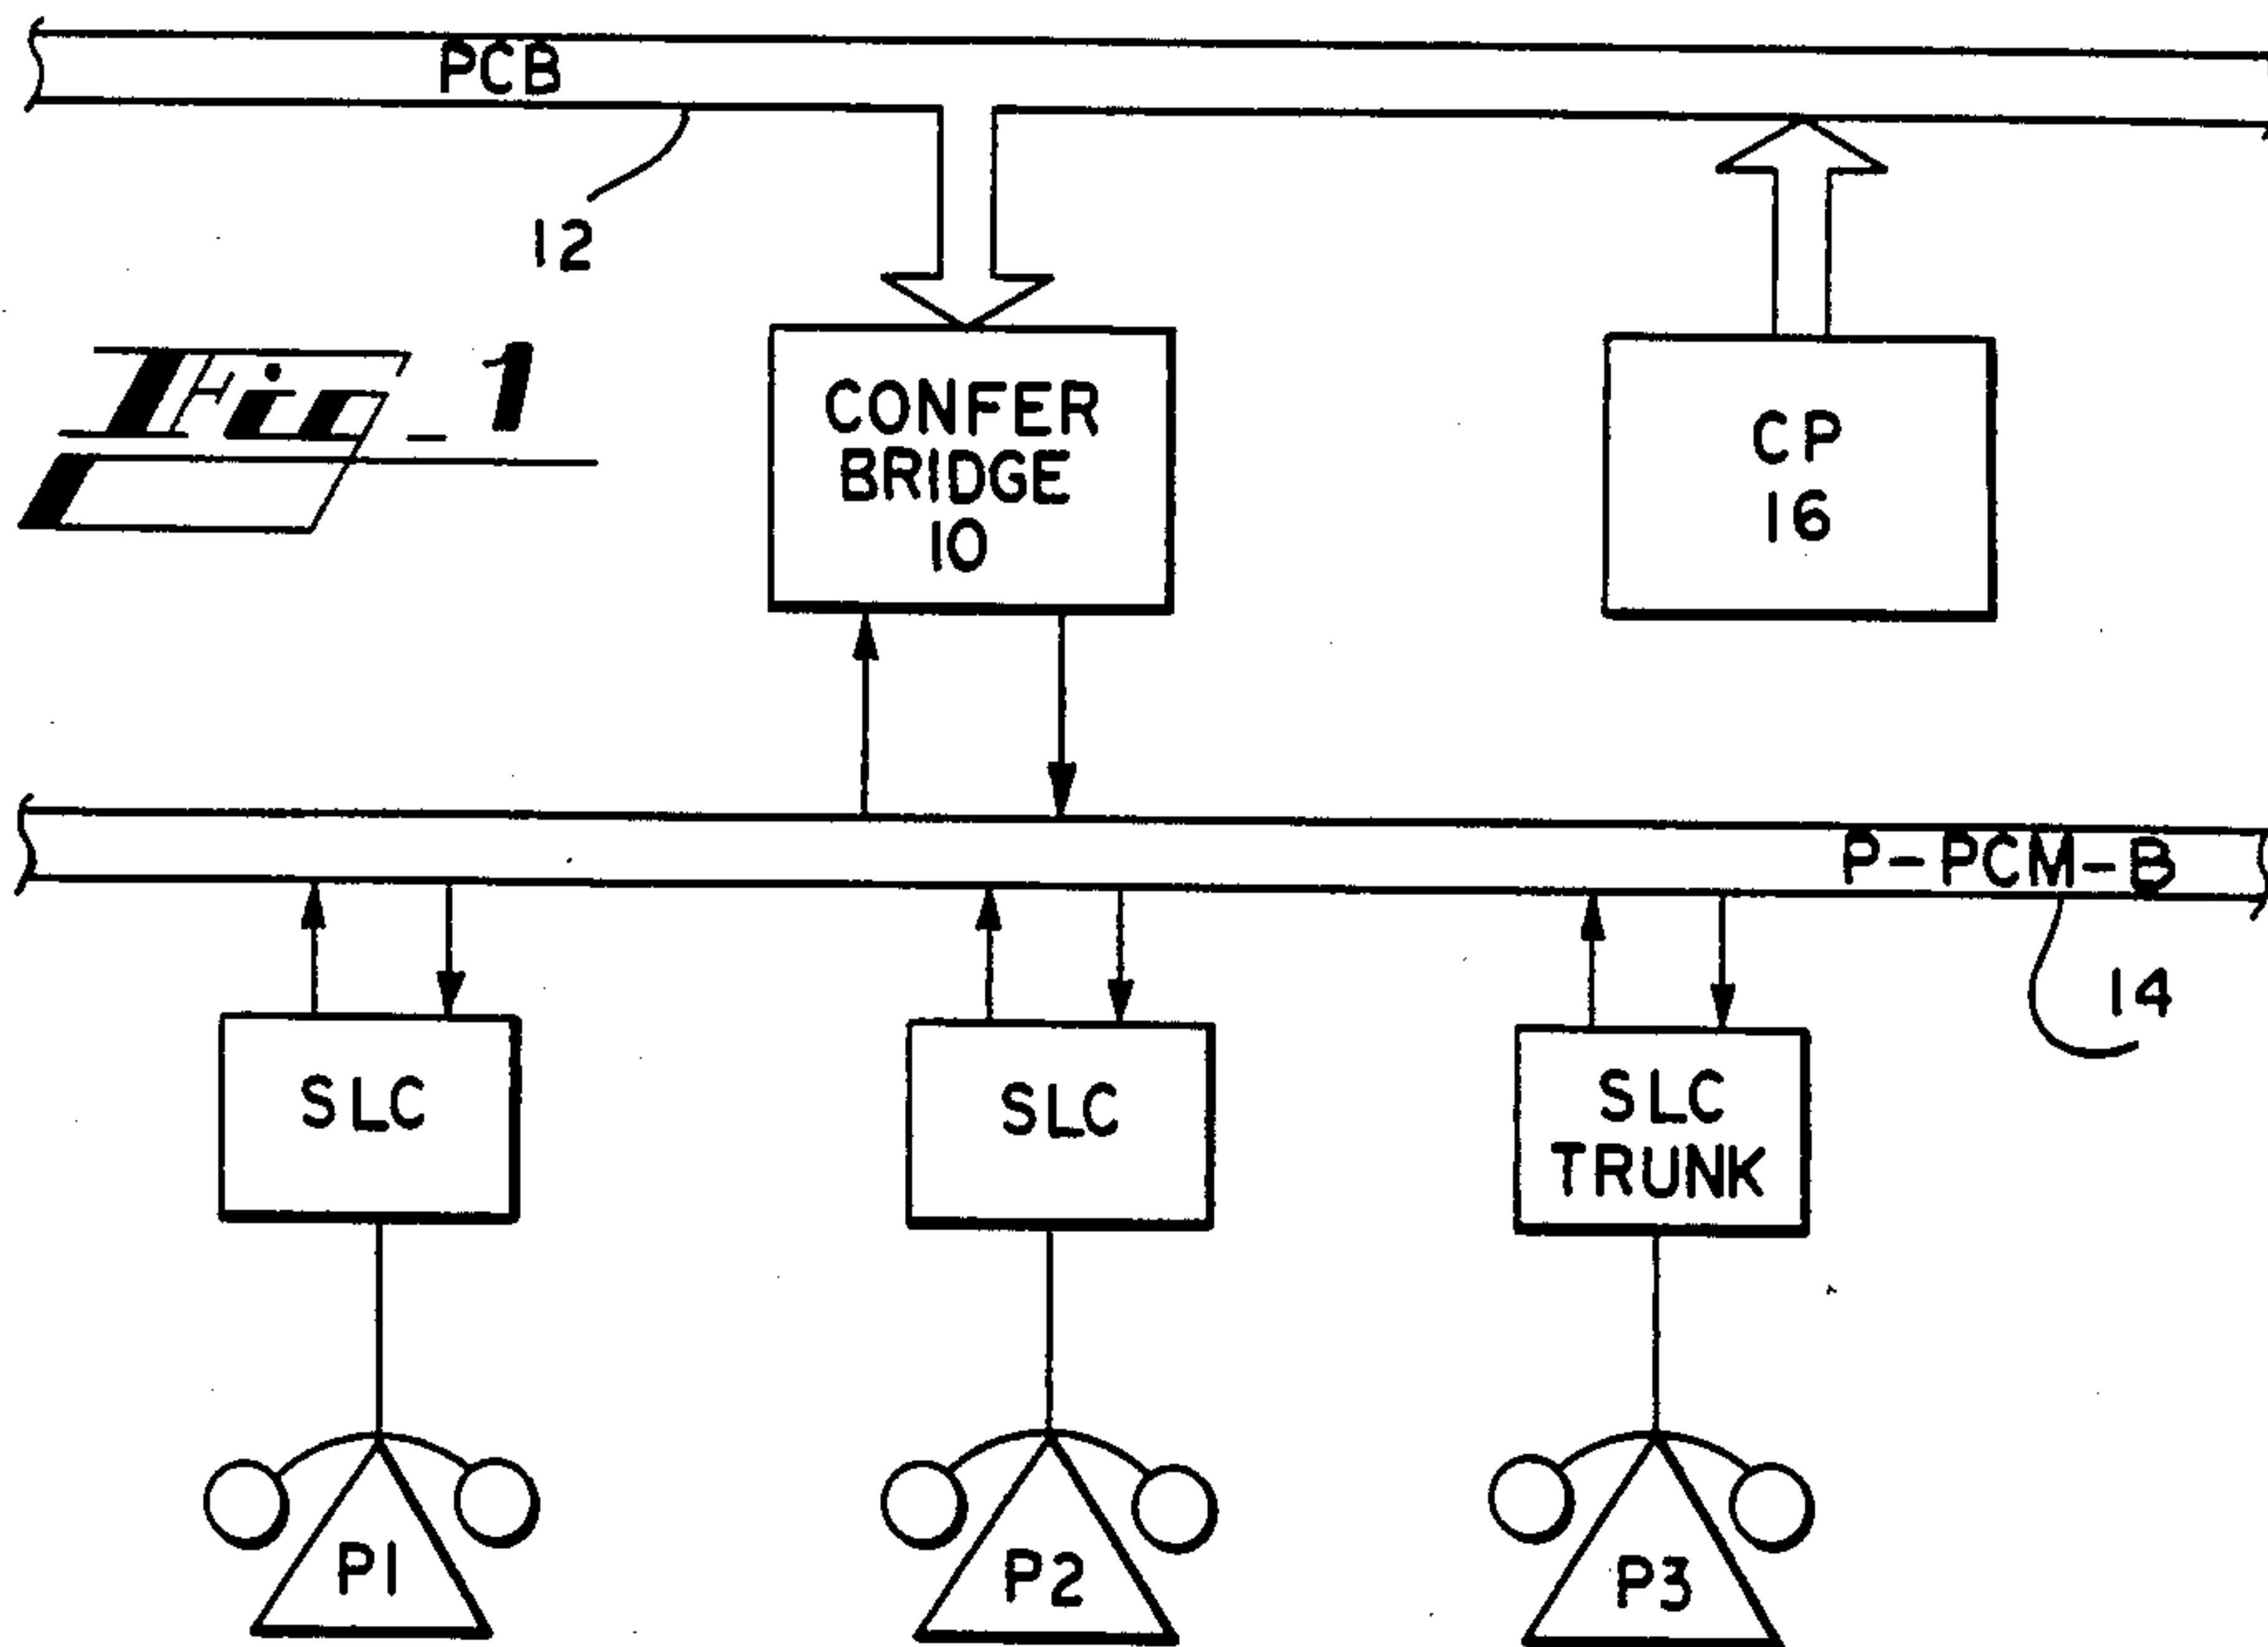 PCB
12
Fig_1
CONFER
BRIDGE
10
CP
16
P-PCM-B
14
SLC
SLC
SLC
TRUNK
P1
P2
P3